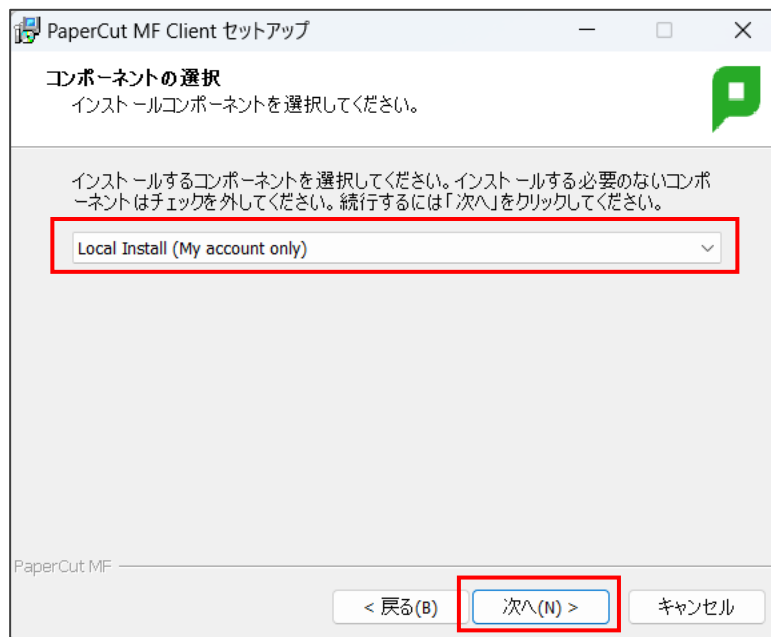 PaperCut MF Client セットアップ
コンポーネントの選択
インストールコンポーネントを選択してください。
インストールするコンポーネントを選択してください。インストールする必要のないコンポ
ーネントはチェックを外してください。続行するには「次へ」をクリックしてください。
Local Install (My account only)
PaperCut MF
< 戻る(B)
次へ(N) >
キャンセル